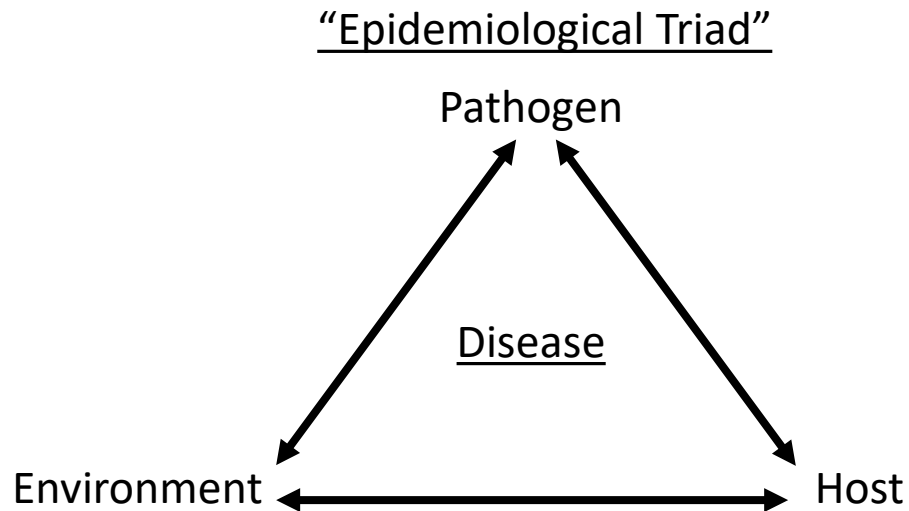 “Epidemiological Triad”
Pathogen
Disease
Environment
Host